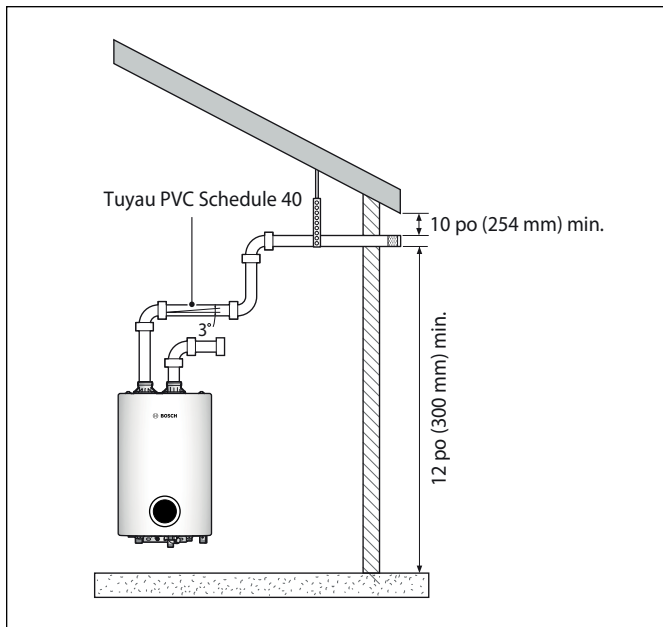 Tuyau PVC Schedule 40
10 po (254 mm) min.
3°
12 po (300 mm) min.
BOSCH